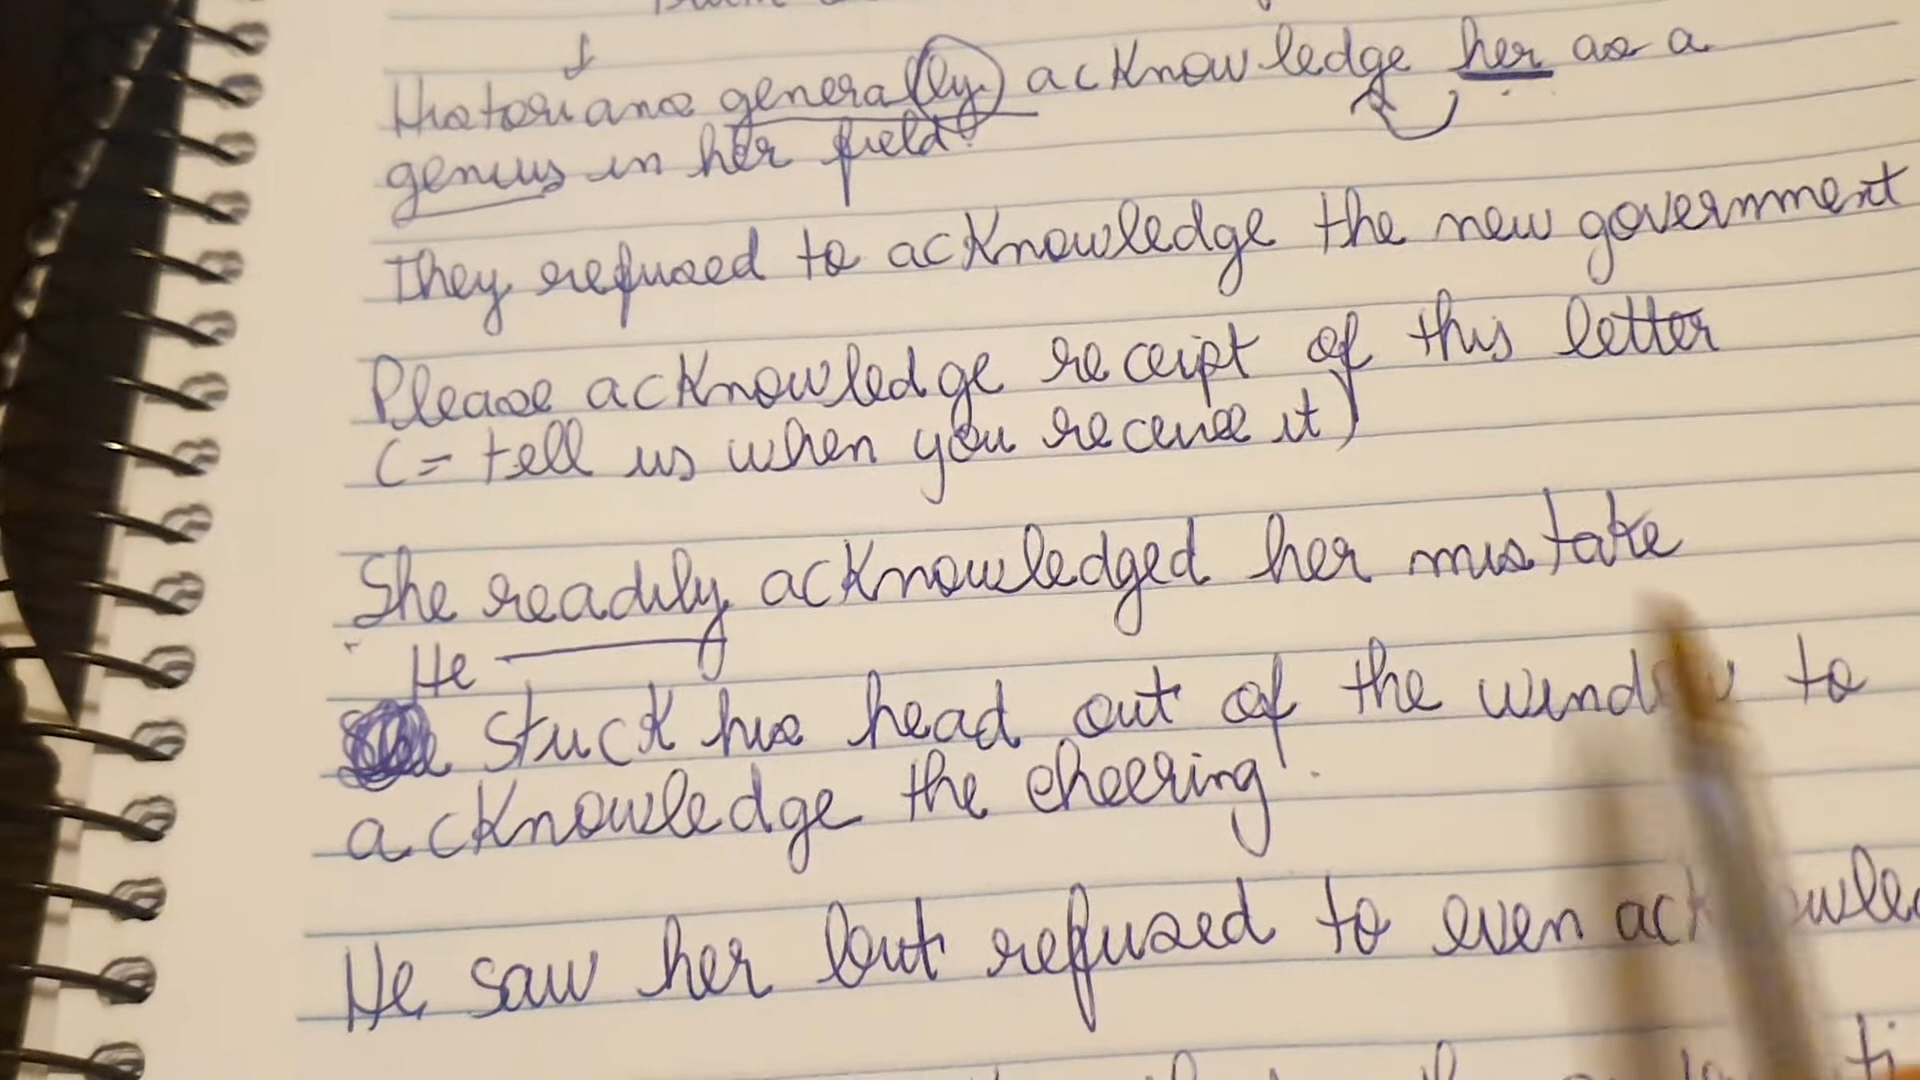 Historians generally acknowledge her as a
genius in her field.
They refused to acknowledge the new government
Please acknowledge receipt of this letter
(= tell us when you receive it)
She readily acknowledged her mistake
He
stuck his head out of the window to
acknowledge the cheering.
He saw her but refused to even